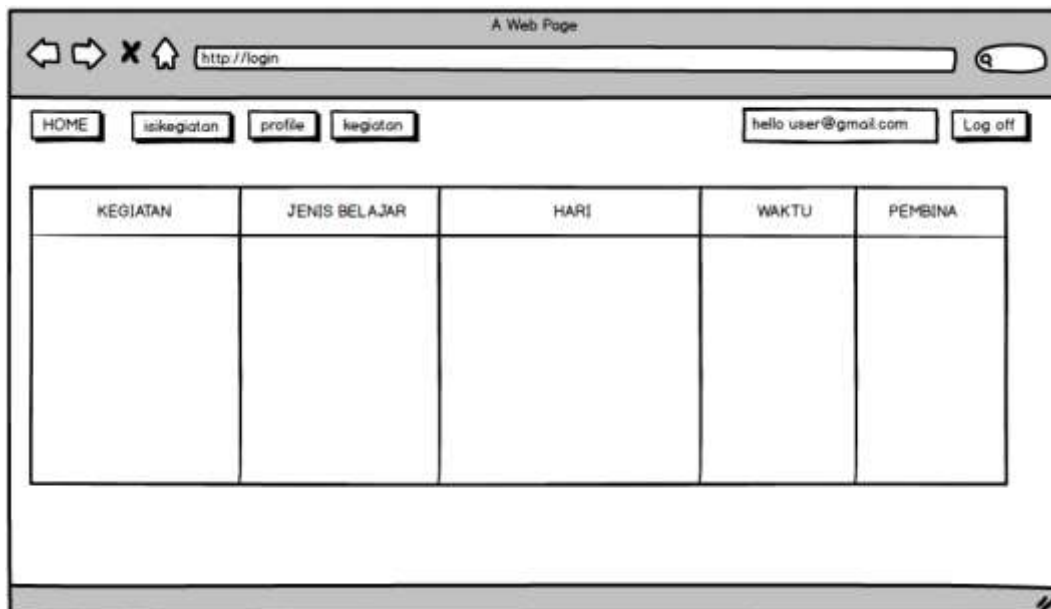 A Web Page
http://login
HOME isikegiatan profile kegiatan hello user@gmail.com Log off
KEGIATAN JENIS BELAJAR HARI WAKTU PEMBINA